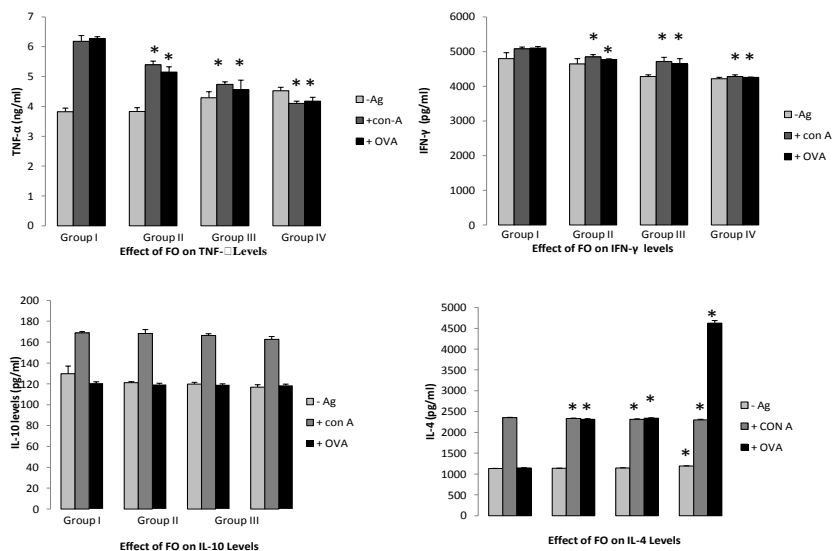 7
6
5
4
3
2
1
0
TNF-α (ng/ml)
* * * * * *
-Ag
+con-A
+ OVA
Group I Group II Group III Group IV
Effect of FO on TNF-□Levels
6000
5000
4000
3000
2000
1000
0
IFN-γ (pg/ml)
* * * * * *
-Ag
+ con A
+ OVA
Group I Group II Group III Group IV
Effect of FO on IFN-γ levels
200
180
160
140
120
100
80
60
40
20
0
IL-10 levels (pg/ml)
- Ag
+ con A
+ OVA
Group I Group II Group III
Effect of FO on IL-10 Levels
5000
4500
4000
3500
3000
2500
2000
1500
1000
500
0
IL-4 (pg/ml)
* * * * * * *
- Ag
+ CON A
+ OVA
Effect of FO on IL-4 Levels